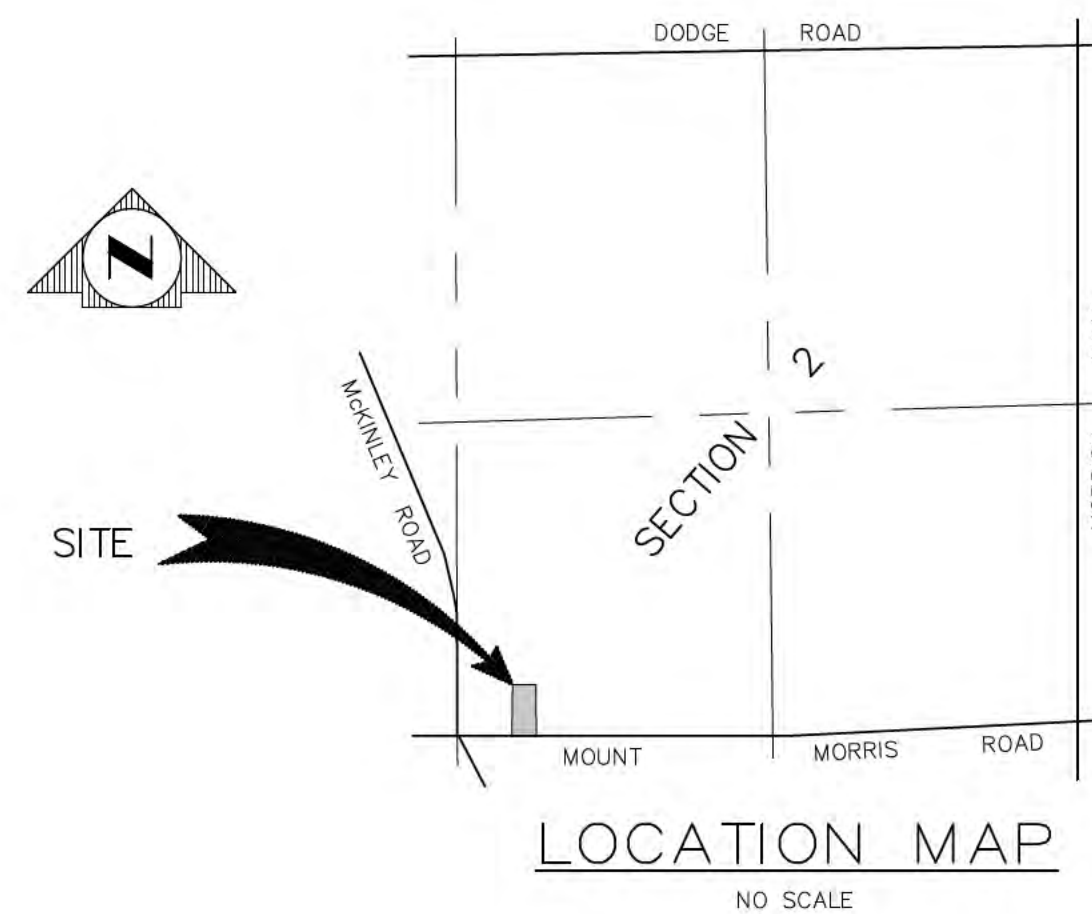 DODGE ROAD
N
McKINLEY ROAD
SECTION 2
SITE
MOUNT MORRIS ROAD
LOCATION MAP
NO SCALE